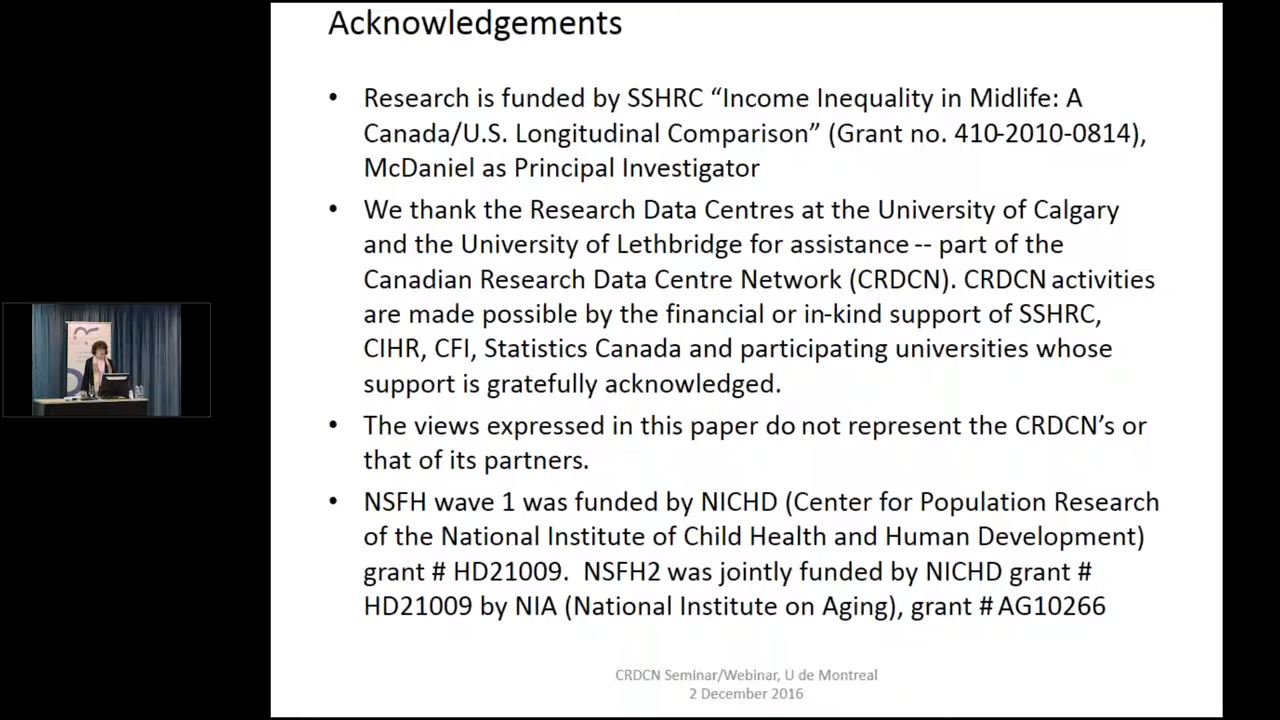 Acknowledgements
• Research is funded by SSHRC “Income Inequality in Midlife: A
Canada/U.S. Longitudinal Comparison” (Grant no. 410-2010-0814),
McDaniel as Principal Investigator
• We thank the Research Data Centres at the University of Calgary
and the University of Lethbridge for assistance -- part of the
Canadian Research Data Centre Network (CRDCN). CRDCN activities
are made possible by the financial or in-kind support of SSHRC,
CIHR, CFI, Statistics Canada and participating universities whose
support is gratefully acknowledged.
• The views expressed in this paper do not represent the CRDCN’s or
that of its partners.
• NSFH wave 1 was funded by NICHD (Center for Population Research
of the National Institute of Child Health and Human Development)
grant # HD21009. NSFH2 was jointly funded by NICHD grant #
HD21009 by NIA (National Institute on Aging), grant # AG10266
CRDCN Seminar/Webinar, U de Montreal
2 December 2016